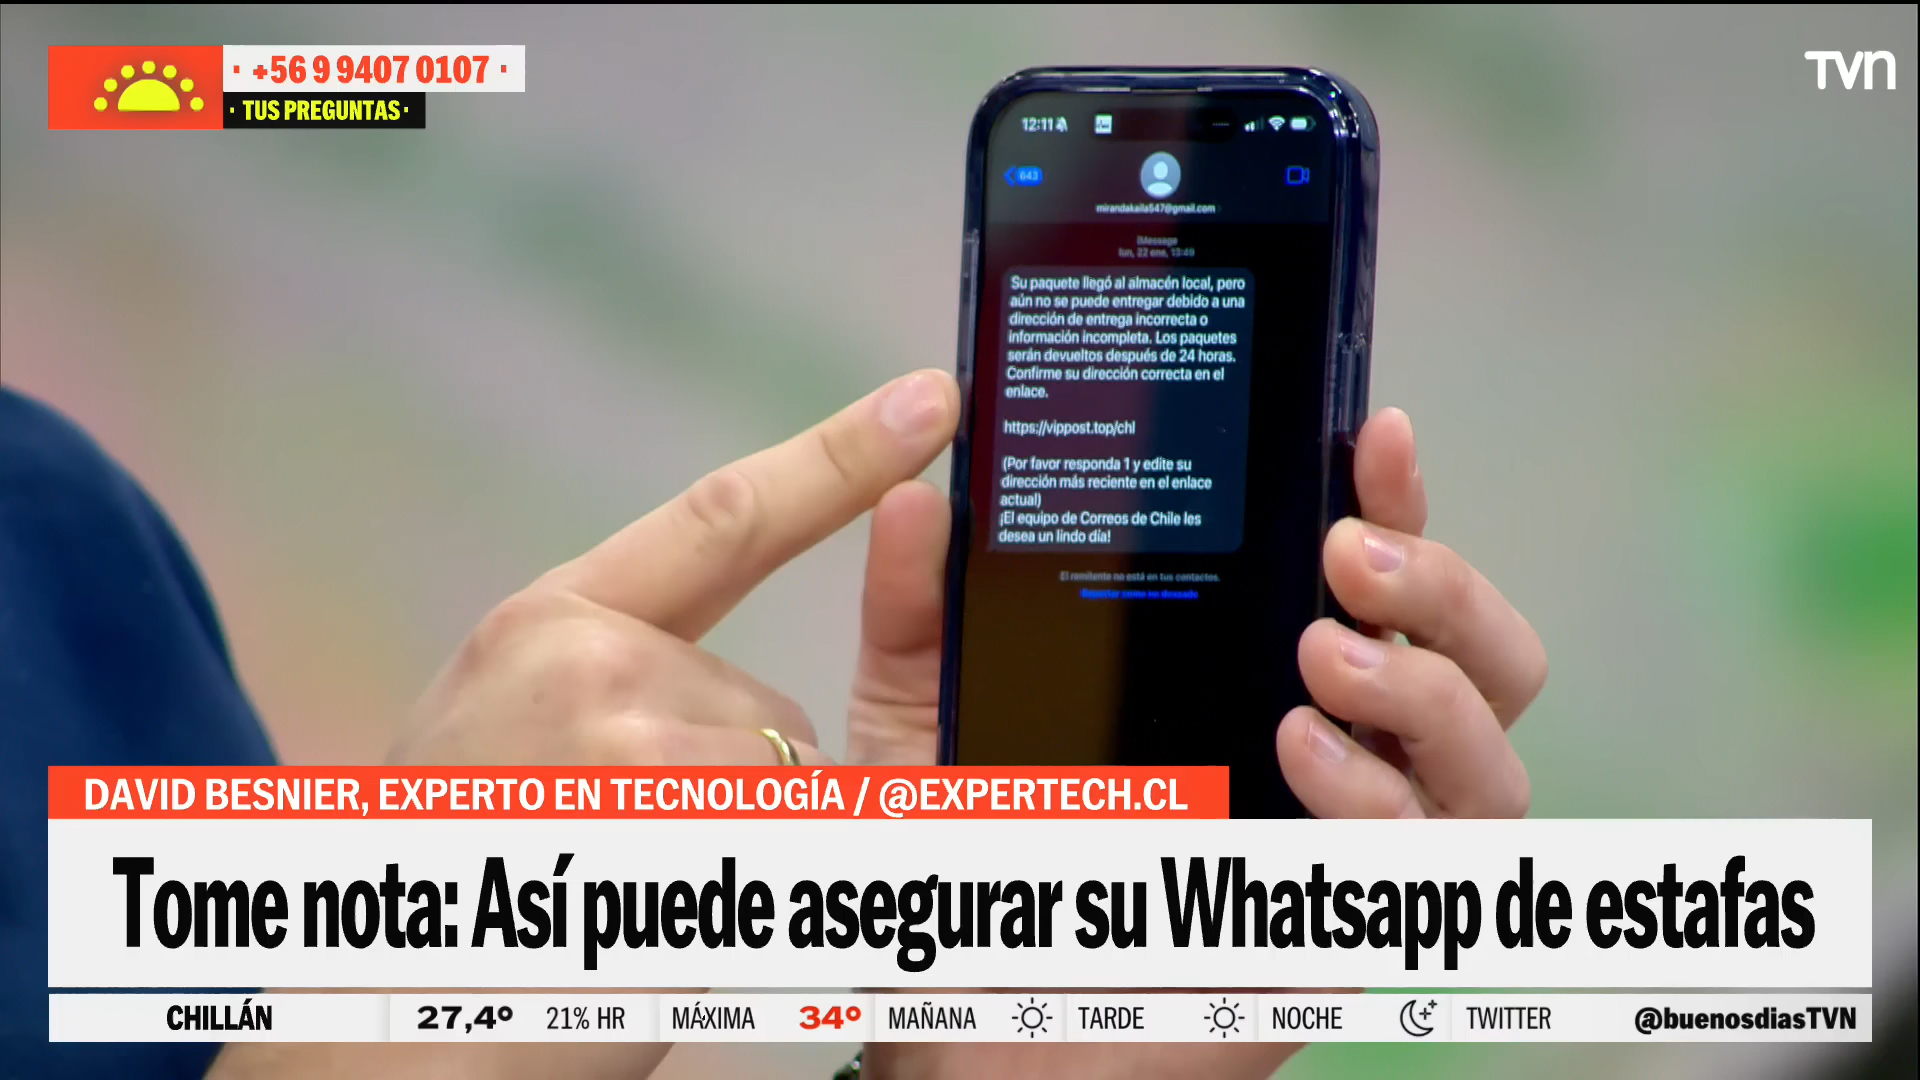 · +56 9 9407 0107 ·
· TUS PREGUNTAS ·
TVN
12:11
643
mirandakaila547@gmail.com
iMessage
lun, 22 ene, 13:49
Su paquete llegó al almacén local, pero
aún no se puede entregar debido a una
dirección de entrega incorrecta o
información incompleta. Los paquetes
serán devueltos después de 24 horas.
Confirme su dirección correcta en el
enlace.
https://vippost.top/chl
(Por favor responda 1 y edite su
dirección más reciente en el enlace
actual)
¡El equipo de Correos de Chile les
desea un lindo día!
El remitente no está en tus contactos.
Reportar como no deseado
DAVID BESNIER, EXPERTO EN TECNOLOGÍA / @EXPERTECH.CL
Tome nota: Así puede asegurar su Whatsapp de estafas
CHILLÁN 27,4° 21% HR MÁXIMA 34° MAÑANA TARDE NOCHE TWITTER @buenosdiasTVN